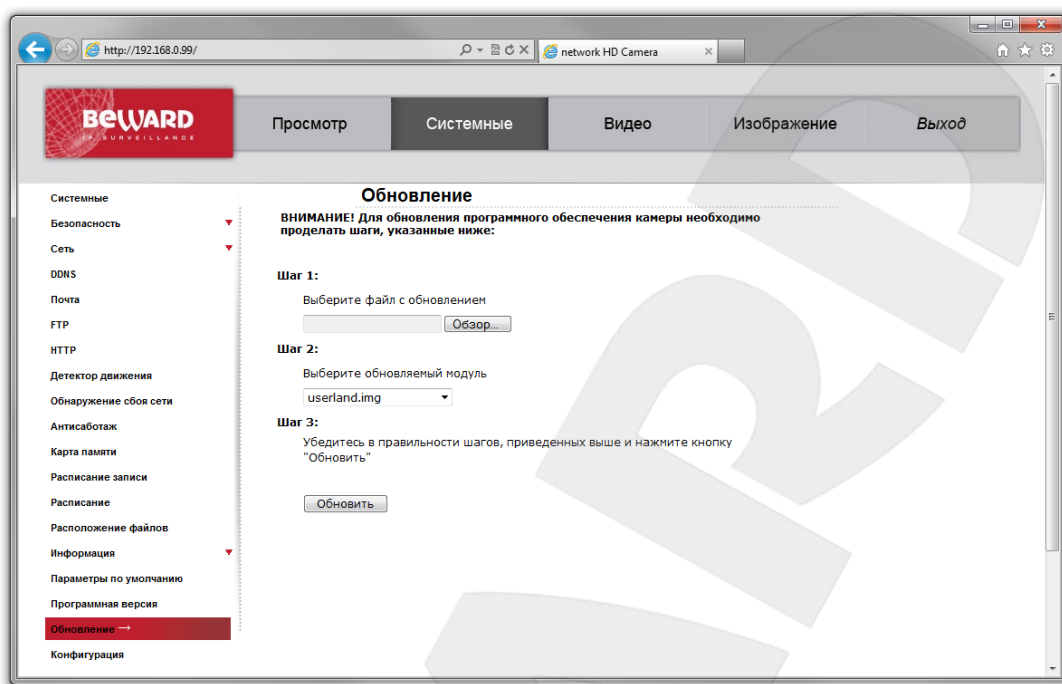 http://192.168.0.99/
network HD Camera
BEWARD
IP SURVEILLANCE
Просмотр
Системные
Видео
Изображение
Выход
Системные
Безопасность
Сеть
DDNS
Почта
FTP
HTTP
Детектор движения
Обнаружение сбоя сети
Антисаботаж
Карта памяти
Расписание записи
Расписание
Расположение файлов
Информация
Параметры по умолчанию
Программная версия
Обновление →
Конфигурация
Обновление
ВНИМАНИЕ! Для обновления программного обеспечения камеры необходимо
проделать шаги, указанные ниже:
Шаг 1:
Выберите файл с обновлением
Обзор...
Шаг 2:
Выберите обновляемый модуль
userland.img
Шаг 3:
Убедитесь в правильности шагов, приведенных выше и нажмите кнопку
"Обновить"
Обновить